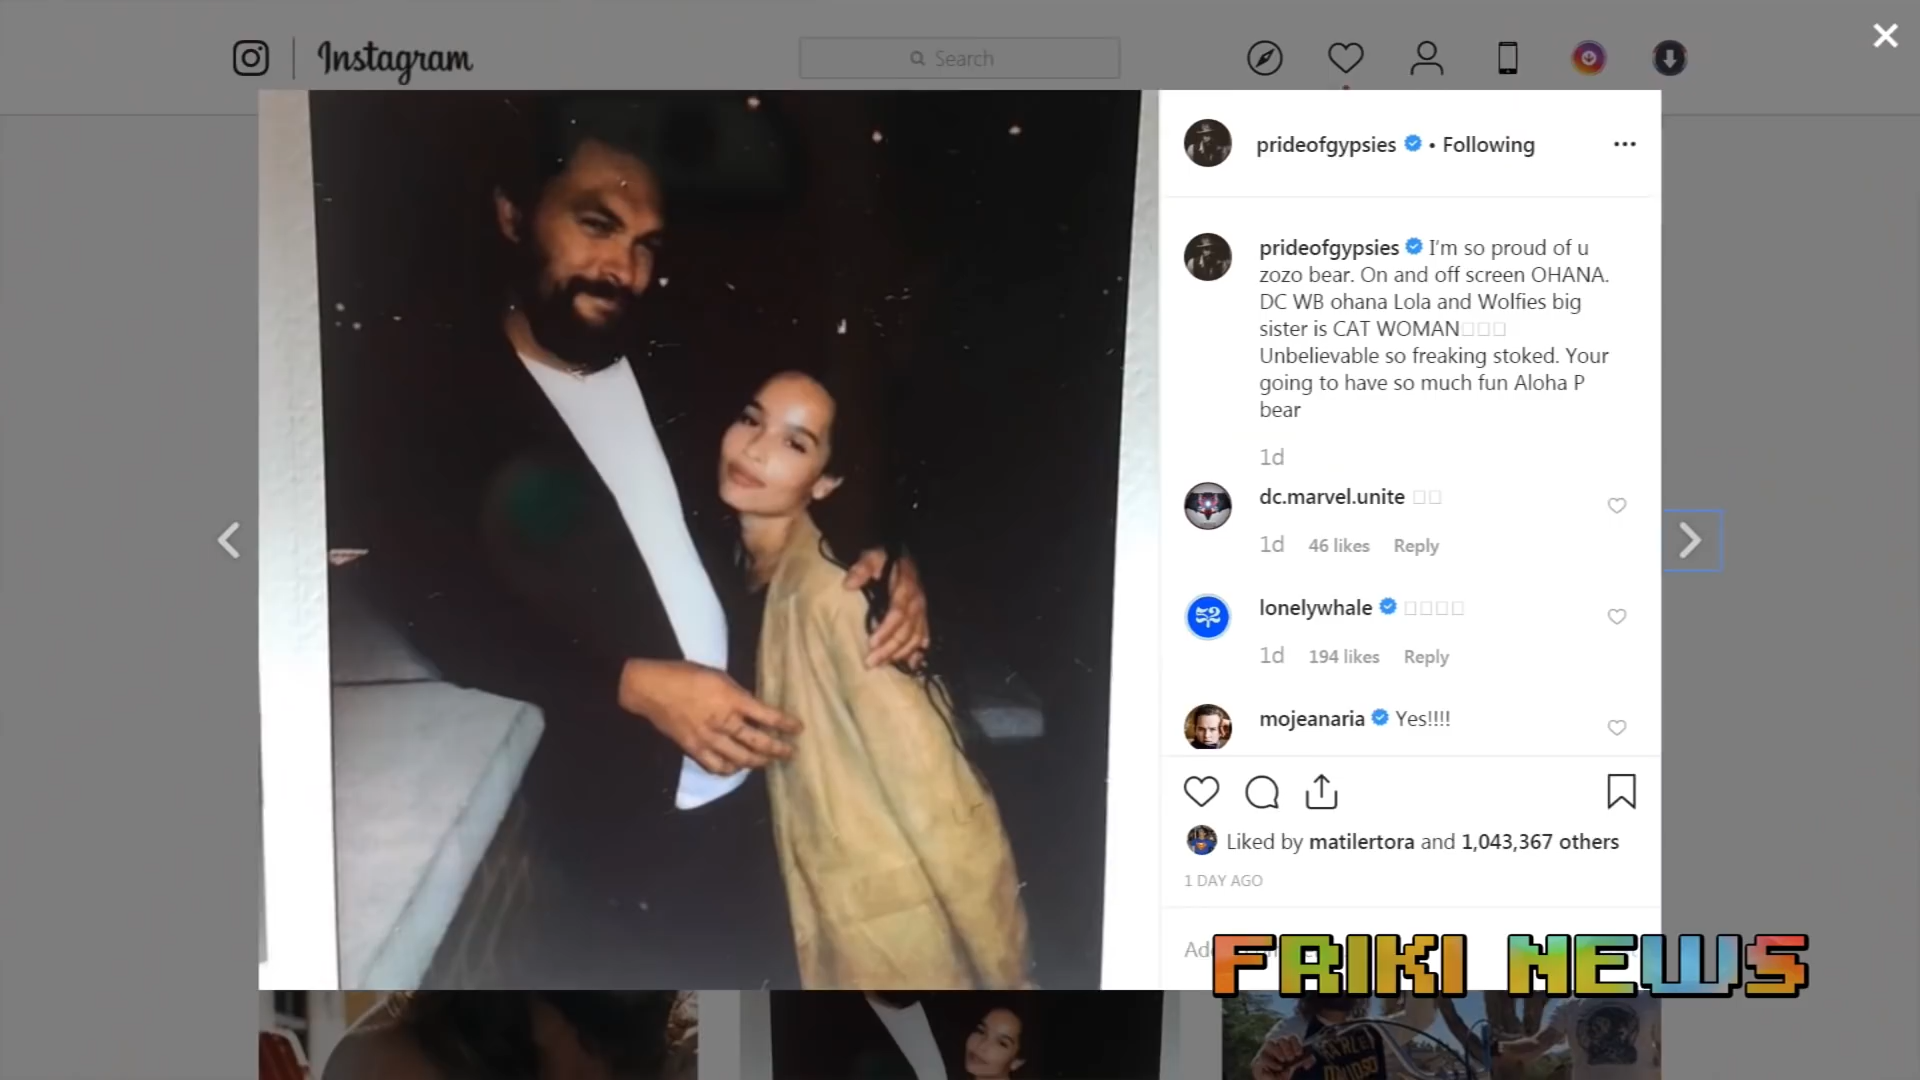 Instagram
Search
prideofgypsies • Following
prideofgypsies I'm so proud of u
zozo bear. On and off screen OHANA.
DC WB ohana Lola and Wolfies big
sister is CAT WOMAN□□□
Unbelievable so freaking stoked. Your
going to have so much fun Aloha P
bear
1d
dc.marvel.unite □□
1d 46 likes Reply
lonelywhale □□□□
1d 194 likes Reply
mojeanaria Yes!!!!
Liked by matilertora and 1,043,367 others
1 DAY AGO
FRIKI NEWS